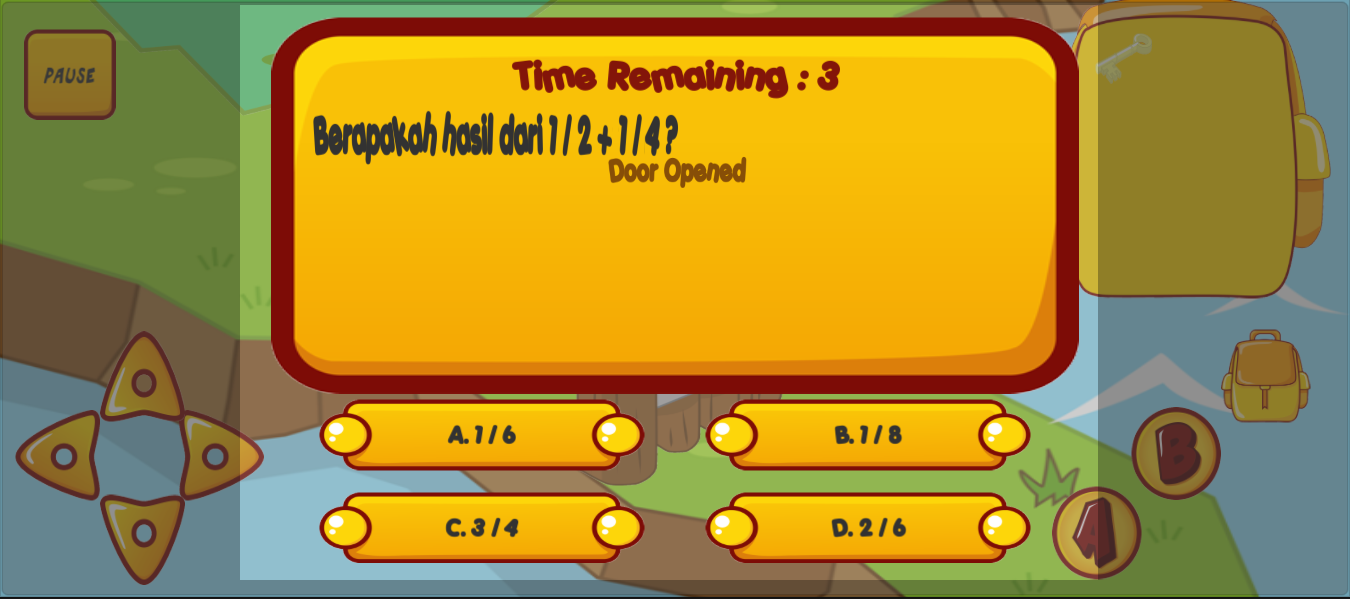 PAUSE
Time Remaining : 3
Berapakah hasil dari 1 / 2 + 1 / 4 ?
Door Opened
A. 1 / 6
B. 1 / 8
C. 3 / 4
D. 2 / 6
B
A